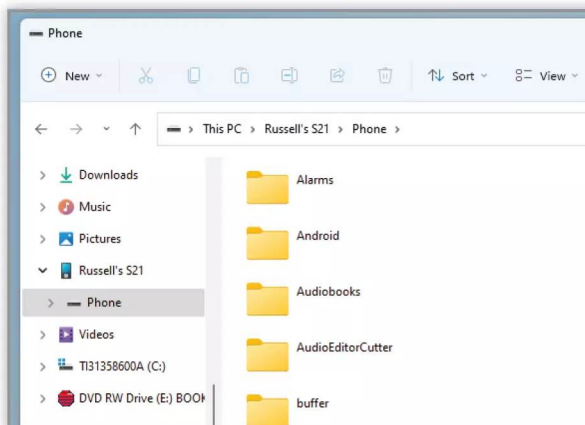 Phone
New
Sort
View
This PC > Russell's S21 > Phone >
Downloads
Music
Pictures
Russell's S21
Phone
Videos
TI31358600A (C:)
DVD RW Drive (E:) BOOK
Alarms
Android
Audiobooks
AudioEditorCutter
buffer